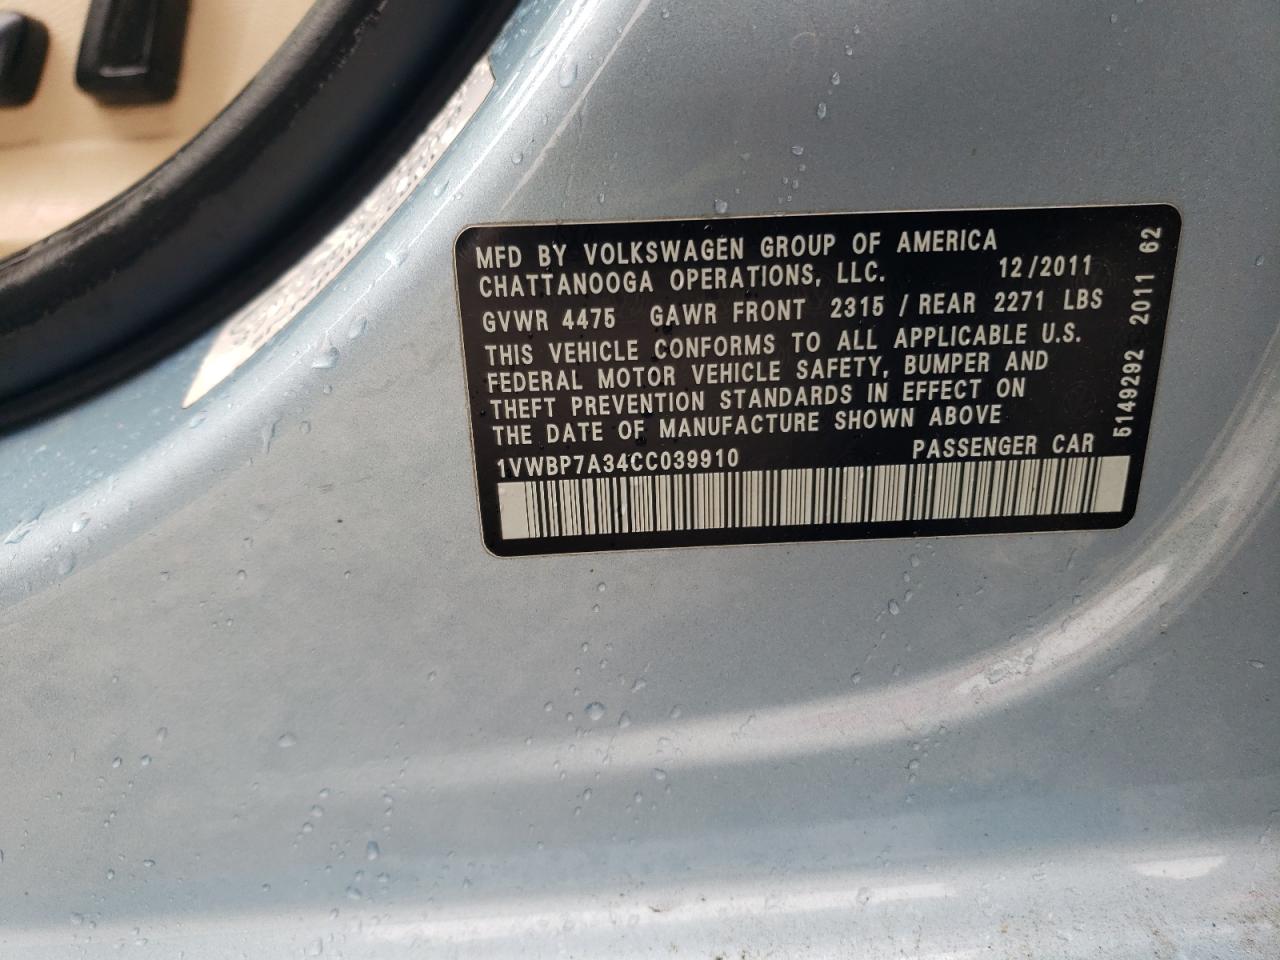 MFD BY VOLKSWAGEN GROUP OF AMERICA
CHATTANOOGA OPERATIONS, LLC. 12/2011
GVWR 4475 GAWR FRONT 2315 / REAR 2271 LBS
THIS VEHICLE CONFORMS TO ALL APPLICABLE U.S.
FEDERAL MOTOR VEHICLE SAFETY, BUMPER AND
THEFT PREVENTION STANDARDS IN EFFECT ON
THE DATE OF MANUFACTURE SHOWN ABOVE
1VWBP7A34CC039910 PASSENGER CAR
5149292 2011 62